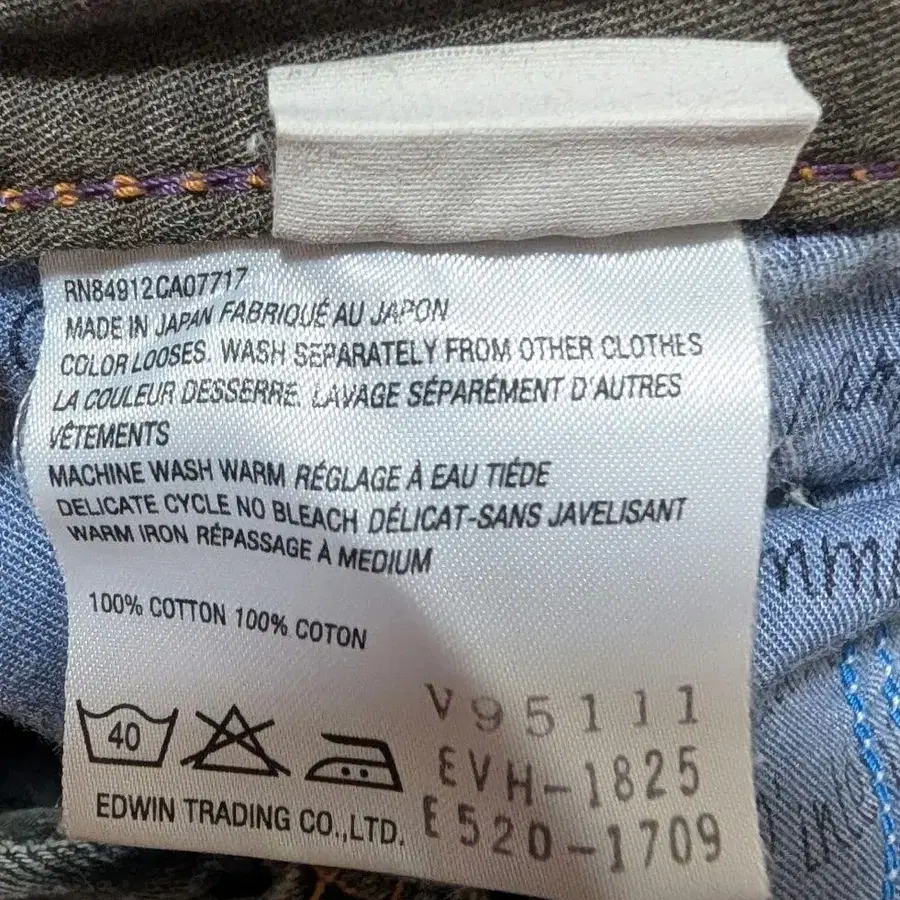 RN84912CA07717
MADE IN JAPAN FABRIQUÉ AU JAPON
COLOR LOOSES. WASH SEPARATELY FROM OTHER CLOTHES
LA COULEUR DESSERRE. LAVAGE SÉPARÉMENT D'AUTRES
VÊTEMENTS
MACHINE WASH WARM RÉGLAGE À EAU TIÉDE
DELICATE CYCLE NO BLEACH DÉLICAT-SANS JAVELISANT
WARM IRON RÉPASSAGE À MEDIUM
100% COTTON 100% COTON
40
EDWIN TRADING CO.,LTD.
V95111
EVH-1825
E520-1709